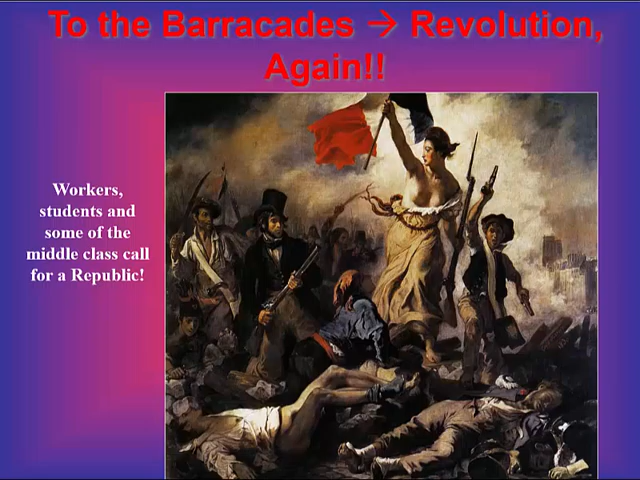 To the Barracades → Revolution,
Again!!
Workers,
students and
some of the
middle class call
for a Republic!